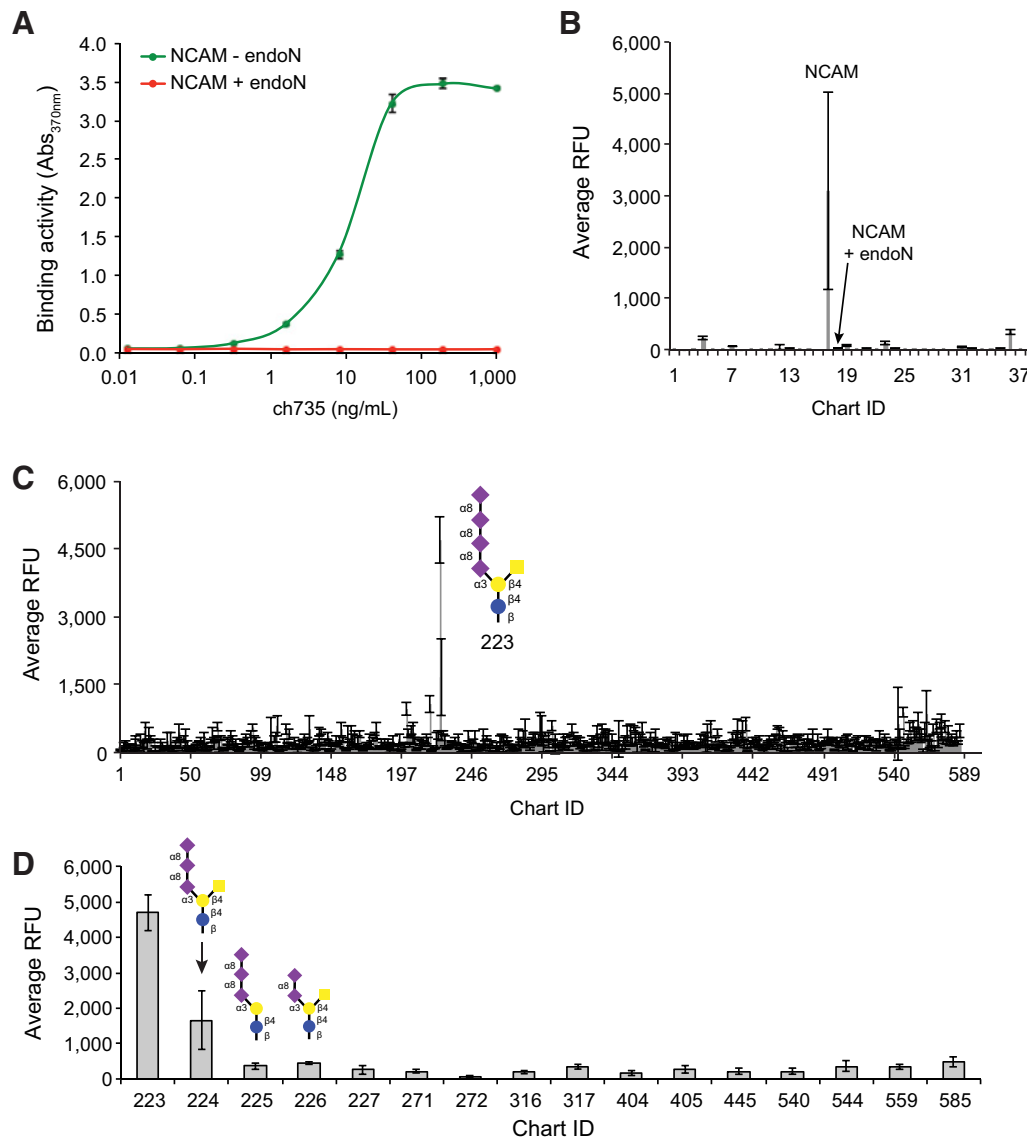 A
4.0
3.5
3.0
2.5
2.0
1.5
1.0
0.5
0.0
Binding activity (Abs370nm)
NCAM - endoN
NCAM + endoN
0.01 0.1 1 10 100 1,000
ch735 (ng/mL)
B
6,000
5,000
4,000
3,000
2,000
1,000
0
Average RFU
NCAM
NCAM
+ endoN
1 7 13 19 25 31 37
Chart ID
C
6,000
4,500
3,000
1,500
0
Average RFU
α8
α8
α8
α3 β4
β4
β
223
1 50 99 148 197 246 295 344 393 442 491 540 589
Chart ID
D
6,000
5,000
4,000
3,000
2,000
1,000
0
Average RFU
α8
α8
α3 β4
β4
β
α8
α8
α3
β4
β
α8
α3 β4
β4
β
223 224 225 226 227 271 272 316 317 404 405 445 540 544 559 585
Chart ID